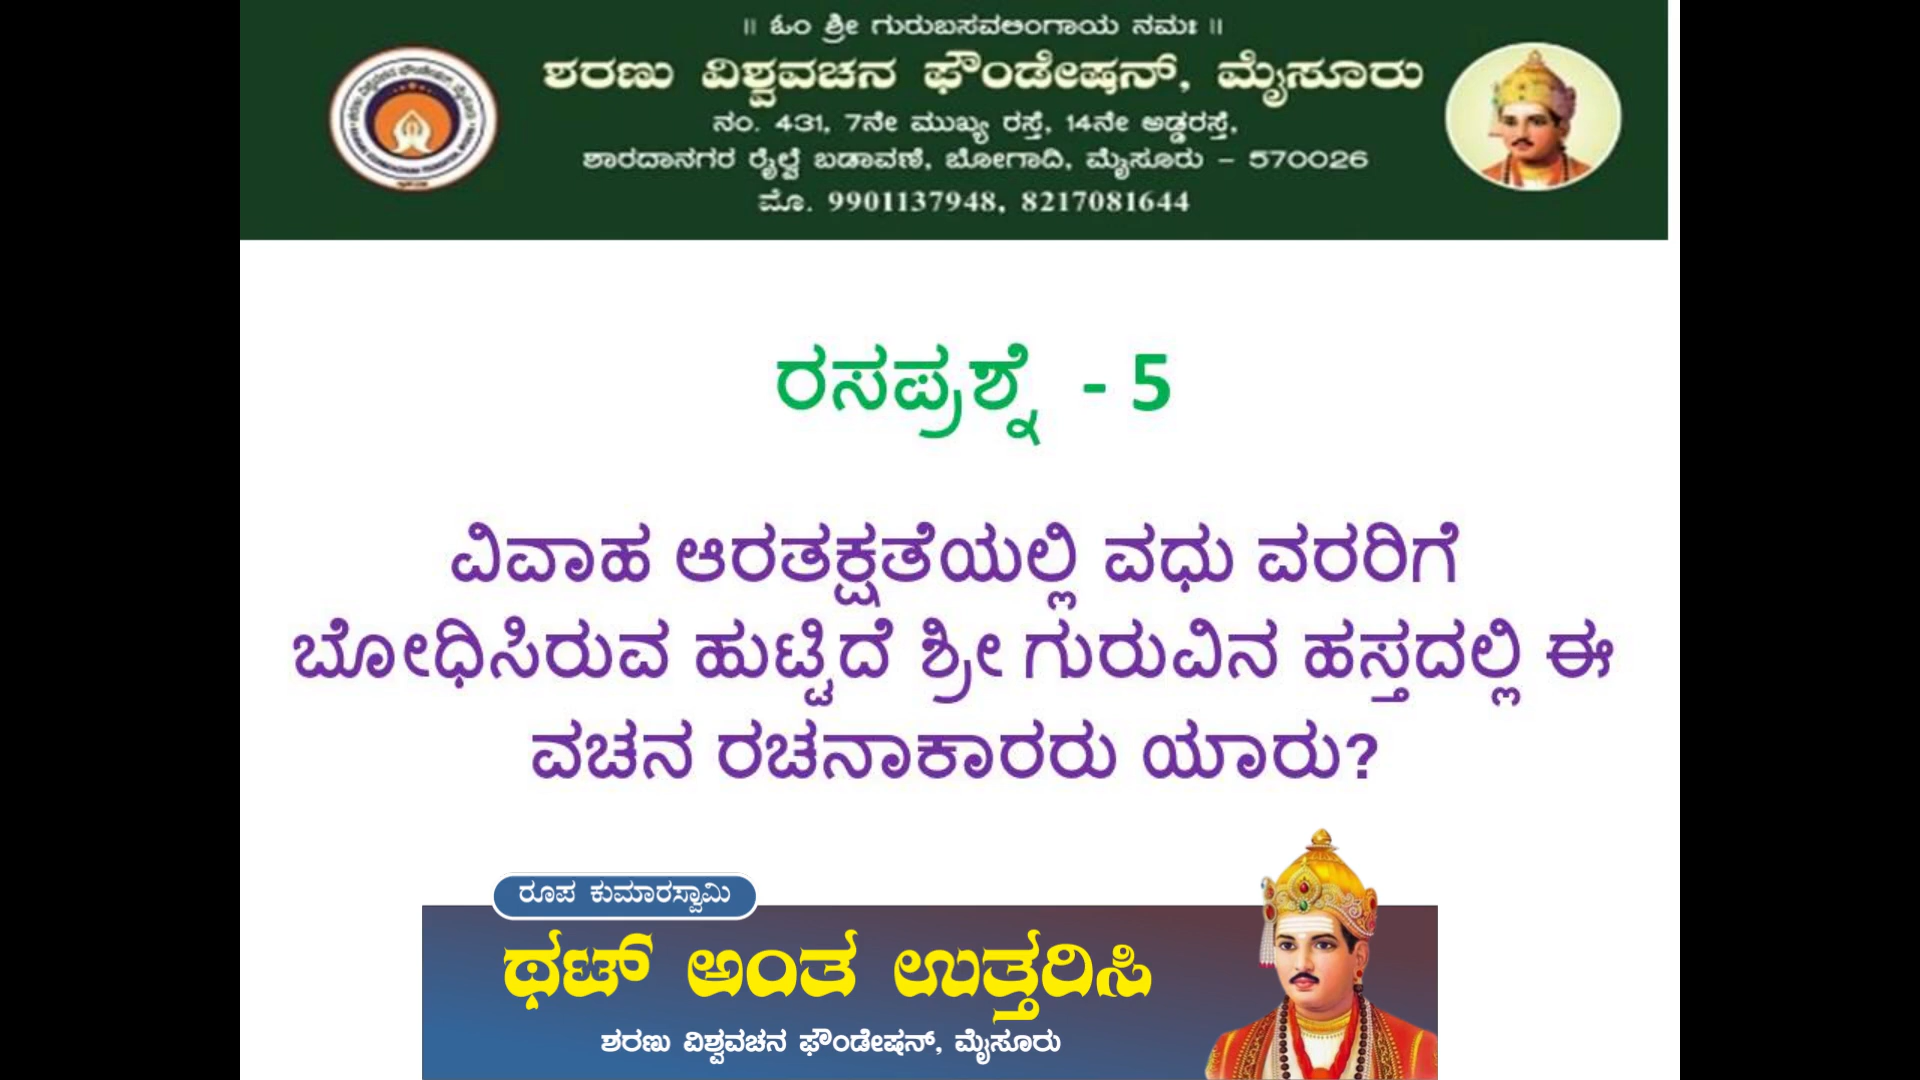 ॥ ಓಂ ಶ್ರೀ ಗುರುಬಸವಲಿಂಗಾಯ ನಮಃ ॥
ಶರಣು ವಿಶ್ವವಚನ ಫೌಂಡೇಷನ್, ಮೈಸೂರು
ನಂ. 431, 7ನೇ ಮುಖ್ಯ ರಸ್ತೆ, 14ನೇ ಅಡ್ಡರಸ್ತೆ,
ಶಾರದಾನಗರ ರೈಲ್ವೆ ಬಡಾವಣೆ, ಬೋಗಾದಿ, ಮೈಸೂರು – 570026
ಮೊ. 9901137948, 8217081644
ರಸಪ್ರಶ್ನೆ - 5
ವಿವಾಹ ಆರತಕ್ಷತೆಯಲ್ಲಿ ವಧು ವರರಿಗೆ
ಬೋಧಿಸಿರುವ ಹುಟ್ಟಿದೆ ಶ್ರೀ ಗುರುವಿನ ಹಸ್ತದಲ್ಲಿ ಈ
ವಚನ ರಚನಾಕಾರರು ಯಾರು?
ರೂಪ ಕುಮಾರಸ್ವಾಮಿ
ಥಟ್ ಅಂತ ಉತ್ತರಿಸಿ
ಶರಣು ವಿಶ್ವವಚನ ಫೌಂಡೇಷನ್, ಮೈಸೂರು